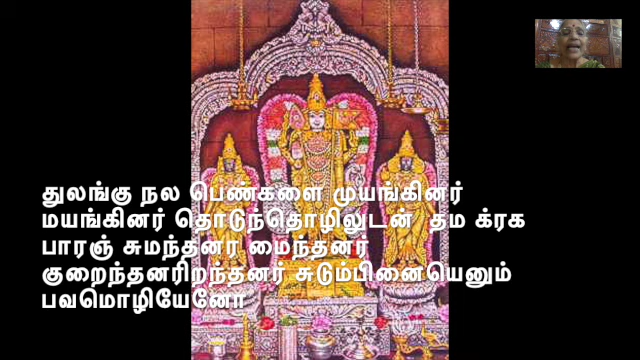 துலங்கு நல பெண்களை முயங்கினர்
மயங்கினர் தொடுந்தொழிலுடன் தம க்ரக
பாரஞ் சுமந்தனர் மைந்தனர்
குறைந்தனரிறந்தனர் சுடும்பினையெனும்
பவமொழியேனோ